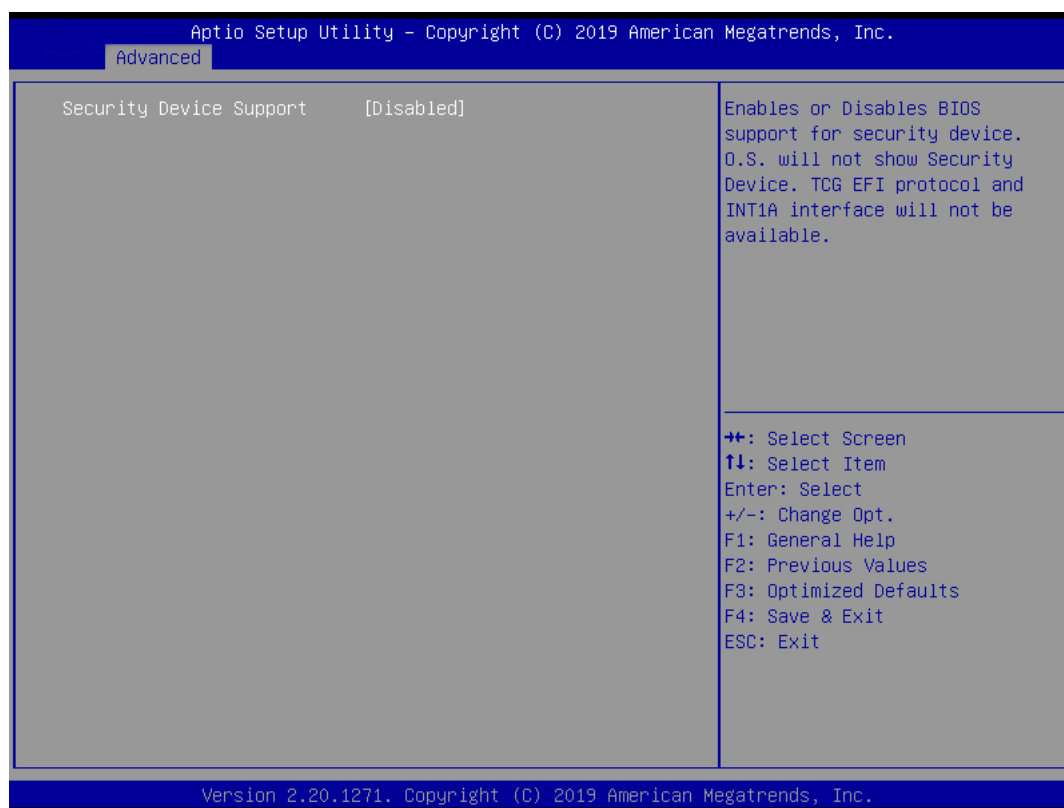 Aptio Setup Utility – Copyright (C) 2019 American Megatrends, Inc.
Advanced
Security Device Support [Disabled]
Enables or Disables BIOS
support for security device.
O.S. will not show Security
Device. TCG EFI protocol and
INT1A interface will not be
available.
→←: Select Screen
↑↓: Select Item
Enter: Select
+/-: Change Opt.
F1: General Help
F2: Previous Values
F3: Optimized Defaults
F4: Save & Exit
ESC: Exit
Version 2.20.1271. Copyright (C) 2019 American Megatrends, Inc.